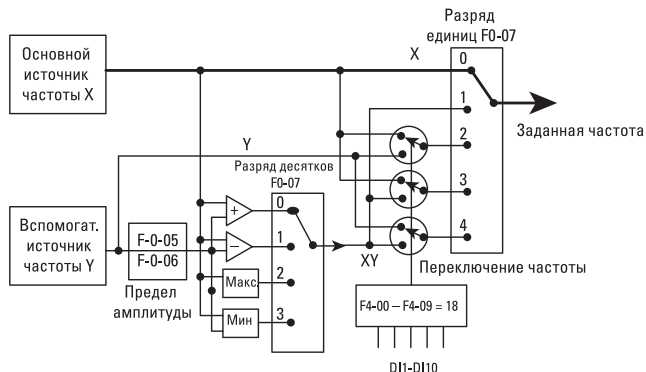 Разряд
единиц F0-07
Основной
источник
частоты X
X
0
1
2
3
4
Заданная частота
Y
Разряд десятков
F0-07
Вспомогат.
источник
частоты Y
F-0-05
F-0-06
Предел
амплитуды
+
−
Макс.
Мин
0
1
2
3
XY
Переключение частоты
F4-00 – F4-09 = 18
DI1-DI10